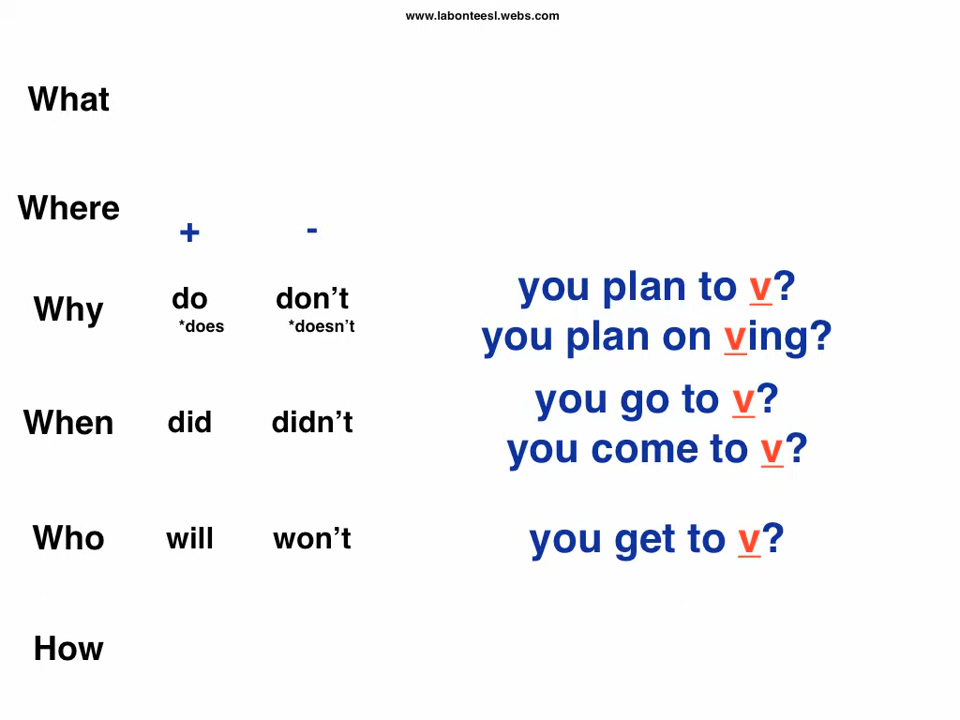 www.labonteesl.webs.com
What
Where
+ -
Why do don't you plan to v?
*does *doesn't
you plan on ving?
you go to v?
When did didn't
you come to v?
Who will won't you get to v?
How